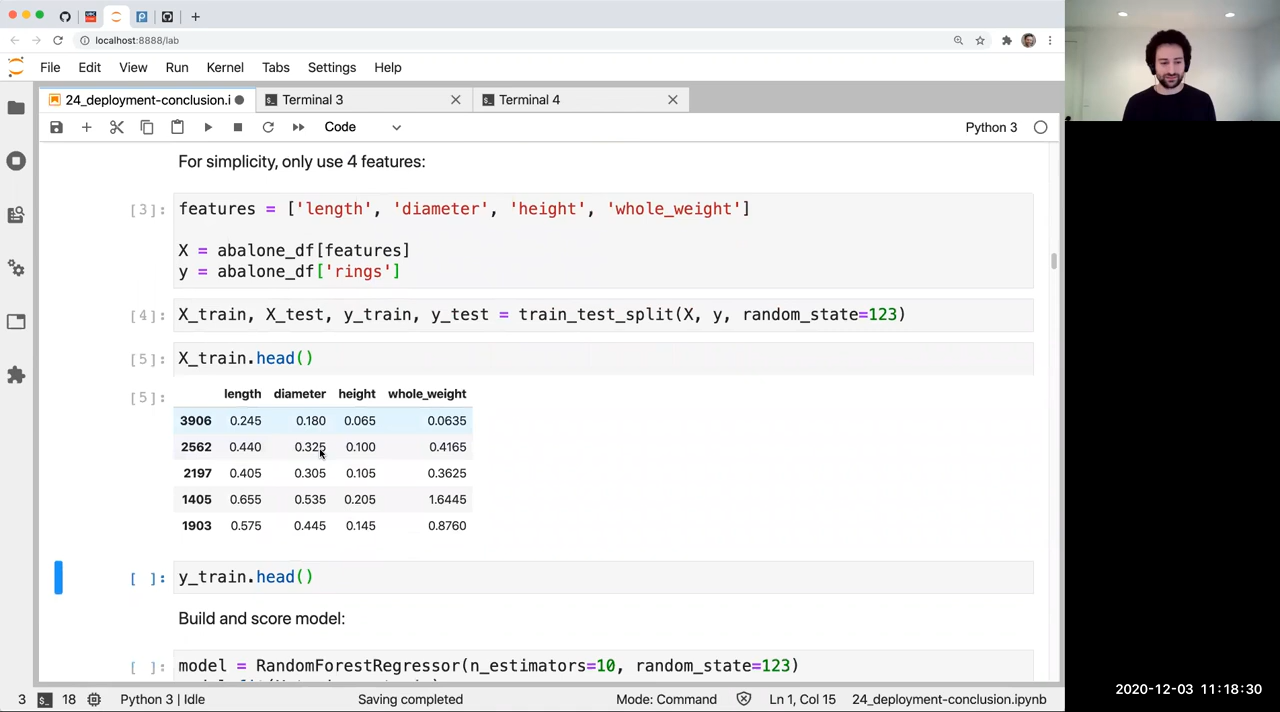 localhost:8888/lab
File Edit View Run Kernel Tabs Settings Help
24_deployment-conclusion.i Terminal 3 Terminal 4
Code Python 3
For simplicity, only use 4 features:
[3]: features = ['length', 'diameter', 'height', 'whole_weight']
X = abalone_df[features]
y = abalone_df['rings']
[4]: X_train, X_test, y_train, y_test = train_test_split(X, y, random_state=123)
[5]: X_train.head()
[5]: length diameter height whole_weight
3906 0.245 0.180 0.065 0.0635
2562 0.440 0.325 0.100 0.4165
2197 0.405 0.305 0.105 0.3625
1405 0.655 0.535 0.205 1.6445
1903 0.575 0.445 0.145 0.8760
[ ]: y_train.head()
Build and score model:
[ ]: model = RandomForestRegressor(n_estimators=10, random_state=123)
3 18 Python 3 | Idle Saving completed Mode: Command Ln 1, Col 15 24_deployment-conclusion.ipynb
2020-12-03 11:18:30